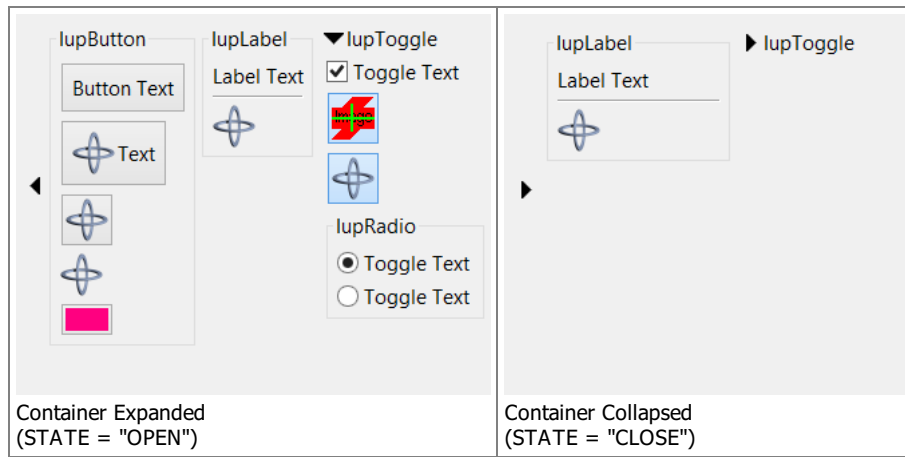 IupButton
Button Text
Text
IupLabel
Label Text
IupToggle
Toggle Text
Image
IupRadio
Toggle Text
Toggle Text
Container Expanded
(STATE = "OPEN")
IupLabel
Label Text
IupToggle
Container Collapsed
(STATE = "CLOSE")